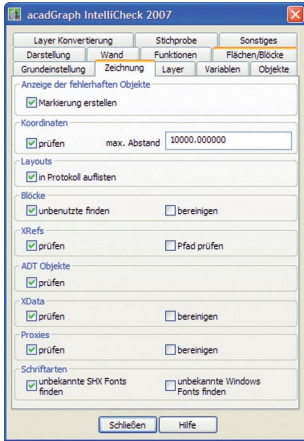 acadGraph IntelliCheck 2007
Layer Konvertierung Stichprobe Sonstiges
Darstellung Wand Funktionen Flächen/Blöcke
Grundeinstellung Zeichnung Layer Variablen Objekte
Anzeige der fehlerhaften Objekte
Markierung erstellen
Koordinaten
prüfen max. Abstand 10000.000000
Layouts
in Protokoll auflisten
Blöcke
unbenutzte finden bereinigen
XRefs
prüfen Pfad prüfen
ADT Objekte
prüfen
XData
prüfen bereinigen
Proxies
prüfen bereinigen
Schriftarten
unbekannte SHX Fonts finden unbekannte Windows Fonts finden
Schließen Hilfe